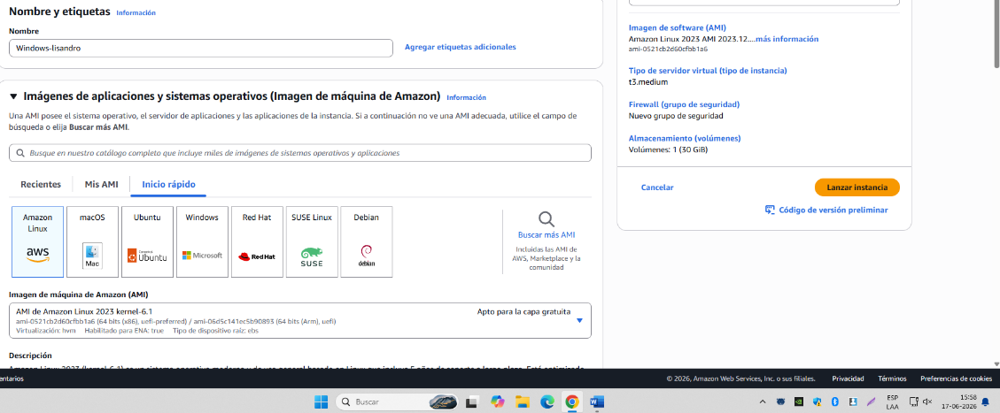 Nombre y etiquetas Información
Nombre
Windows-lisandro
Agregar etiquetas adicionales
Imágenes de aplicaciones y sistemas operativos (Imagen de máquina de Amazon) Información
Una AMI posee el sistema operativo, el servidor de aplicaciones y las aplicaciones de la instancia. Si a continuación no ve una AMI adecuada, utilice el campo de
búsqueda o elija Buscar más AMI.
Busque en nuestro catálogo completo que incluye miles de imágenes de sistemas operativos y aplicaciones
Recientes
Mis AMI
Inicio rápido
Amazon
Linux
aws
macOS
Mac
Ubuntu
Ubuntu
Windows
Microsoft
Red Hat
Red Hat
SUSE Linux
SUSE
Debian
debian
Buscar más AMI
Incluidas las AMI de
AWS, Marketplace y la
comunidad
Imagen de máquina de Amazon (AMI)
AMI de Amazon Linux 2023 kernel-6.1
Apto para la capa gratuita
ami-0521cb2d60cfbb1a6 (64 bits (x86), uefi-preferred) / ami-06d5c141ec5b90893 (64 bits (Arm), uefi)
Virtualización: hvm Habilitado para ENA: true Tipo de dispositivo raíz: ebs
Descripción
Imagen de software (AMI)
Amazon Linux 2023 AMI 2023.12....más información
ami-0521cb2d60cfbb1a6
Tipo de servidor virtual (tipo de instancia)
t3.medium
Firewall (grupo de seguridad)
Nuevo grupo de seguridad
Almacenamiento (volúmenes)
Volúmenes: 1 (30 GiB)
Cancelar
Lanzar instancia
Código de versión preliminar
entarios
© 2026, Amazon Web Services, Inc. o sus filiales.
Privacidad
Términos
Preferencias de cookies
Buscar
ESP
LAA
15:58
17-06-2026